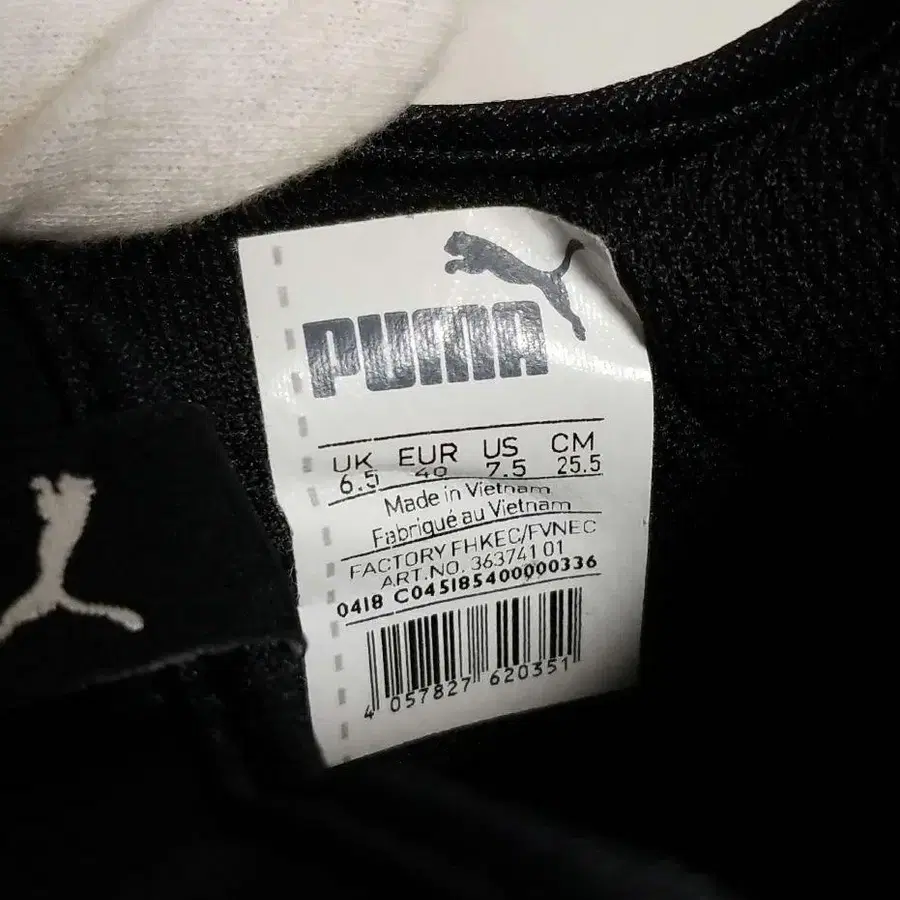 PUMA
UK EUR US CM
6.5 40 7.5 25.5
Made in Vietnam
Fabriqué au Vietnam
FACTORY FHKEC/FVNEC
ART.NO. 363741 01
0418 C045185400000336
4 057827 620351